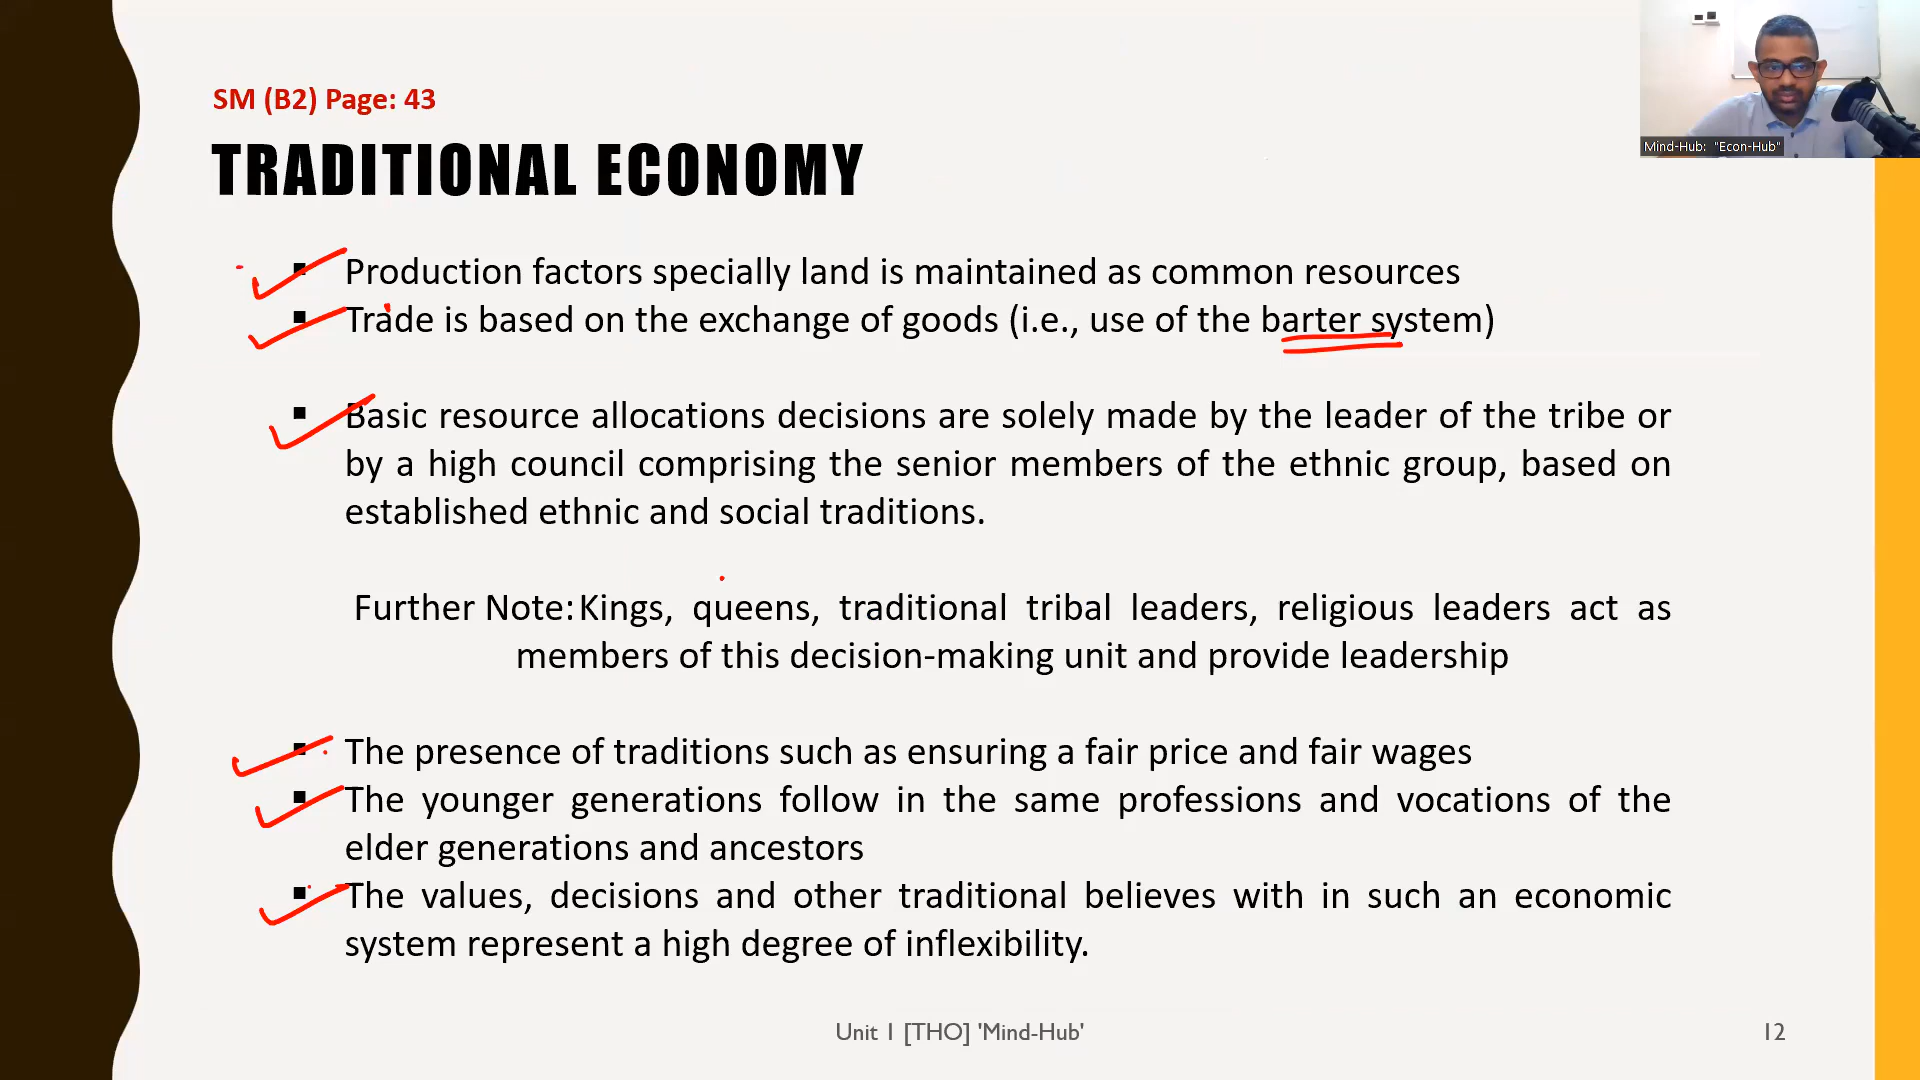 Mind-Hub: "Econ-Hub"
SM (B2) Page: 43
TRADITIONAL ECONOMY
▪ Production factors specially land is maintained as common resources
▪ Trade is based on the exchange of goods (i.e., use of the barter system)
▪ Basic resource allocations decisions are solely made by the leader of the tribe or
by a high council comprising the senior members of the ethnic group, based on
established ethnic and social traditions.
Further Note: Kings, queens, traditional tribal leaders, religious leaders act as
members of this decision-making unit and provide leadership
▪ The presence of traditions such as ensuring a fair price and fair wages
▪ The younger generations follow in the same professions and vocations of the
elder generations and ancestors
▪ The values, decisions and other traditional believes with in such an economic
system represent a high degree of inflexibility.
Unit 1 [THO] 'Mind-Hub'
12